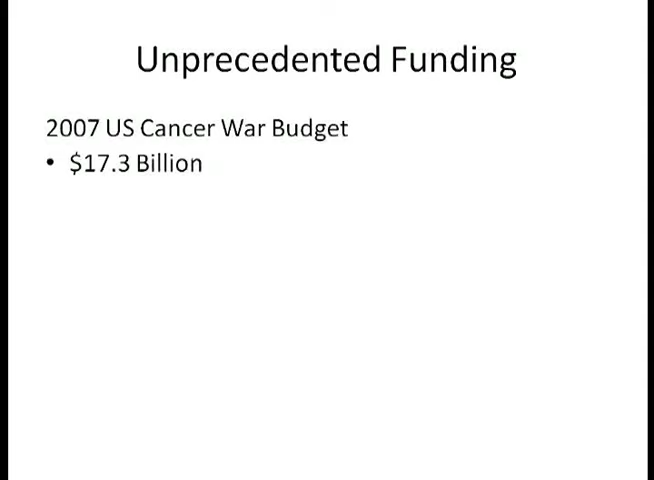 Unprecedented Funding
2007 US Cancer War Budget
• $17.3 Billion